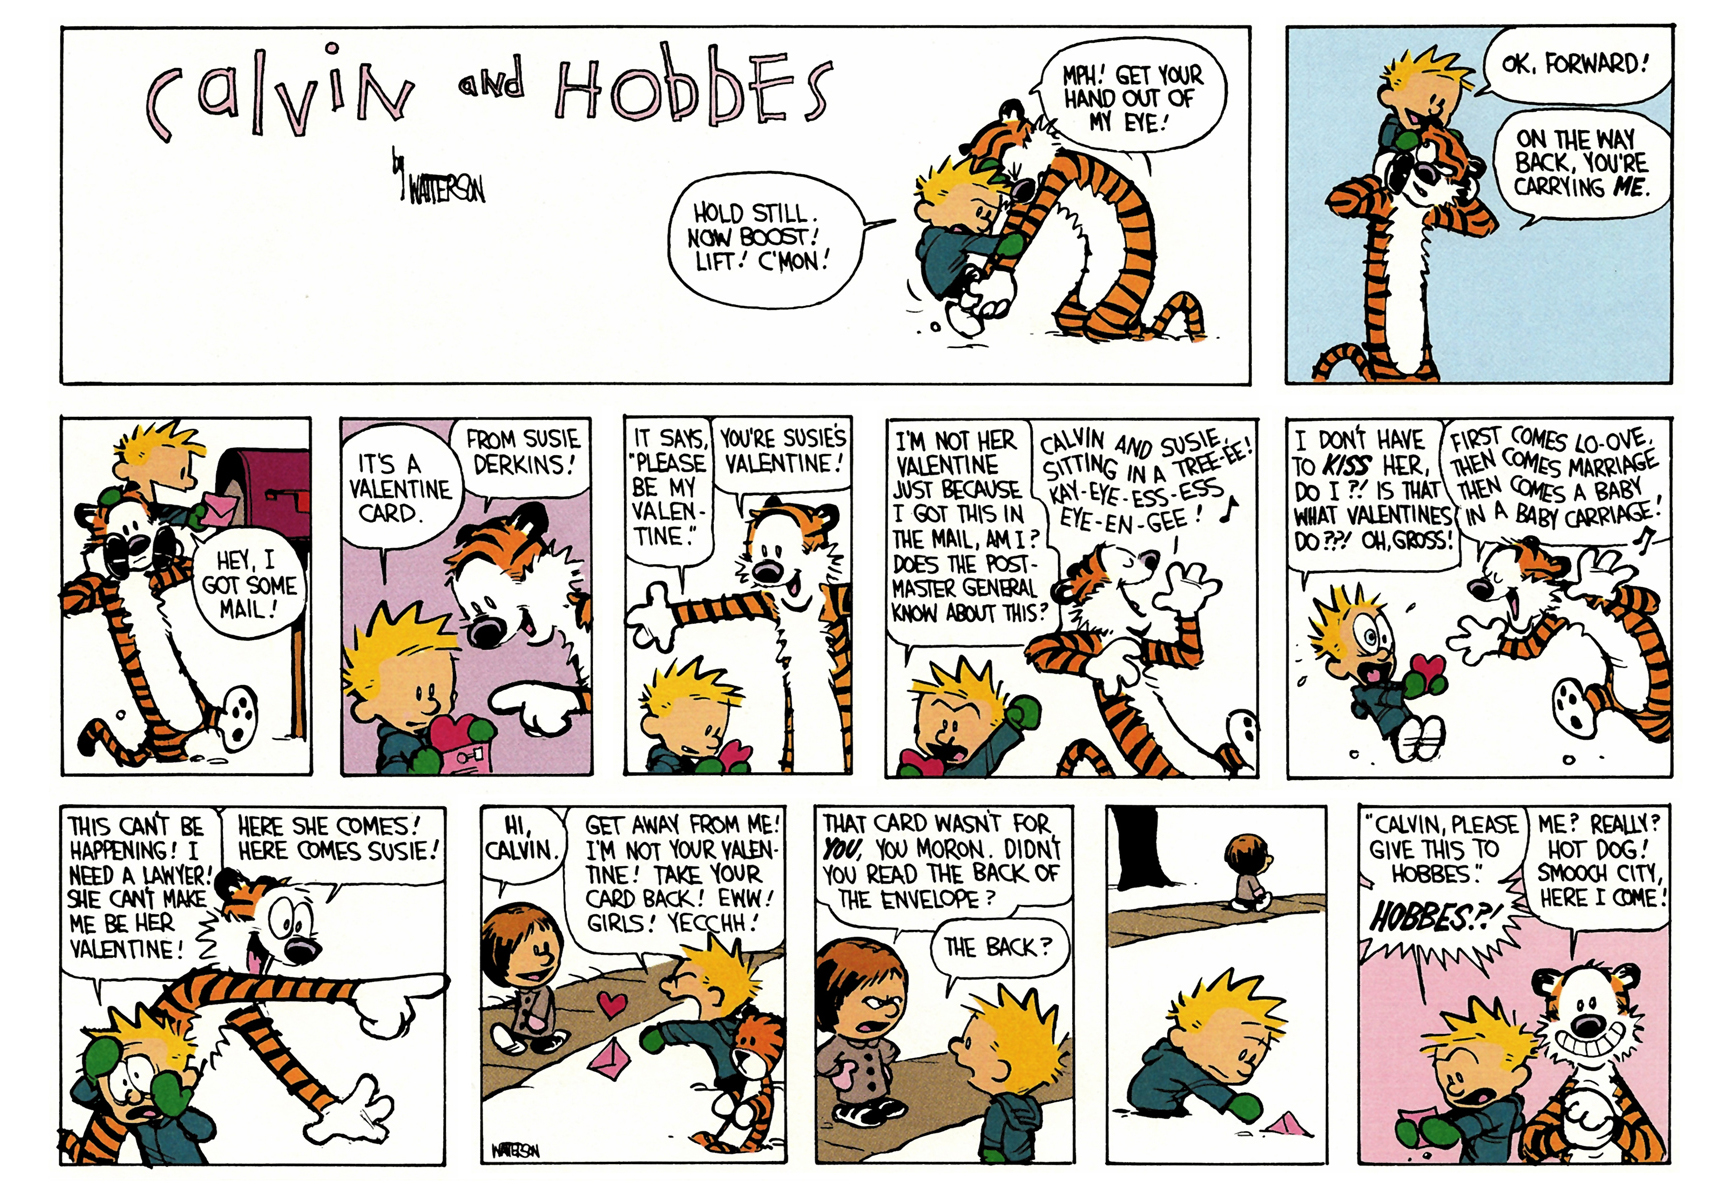 Calvin and HobbEs
by
WATTERSON
MPH! GET YOUR
HAND OUT OF
MY EYE!
HOLD STILL.
NOW BOOST!
LIFT! C'MON!
OK, FORWARD!
ON THE WAY
BACK, YOU'RE
CARRYING ME.
HEY, I
GOT SOME
MAIL!
IT'S A
VALENTINE
CARD.
FROM SUSIE
DERKINS!
IT SAYS,
"PLEASE
BE MY
VALEN-
TINE."
YOU'RE SUSIE'S
VALENTINE!
I'M NOT HER
VALENTINE
JUST BECAUSE
I GOT THIS IN
THE MAIL, AM I?
DOES THE POST-
MASTER GENERAL
KNOW ABOUT THIS?
CALVIN AND SUSIE,
SITTING IN A TREE-EE!
KAY-EYE-ESS-ESS
EYE-EN-GEE!
I DON'T HAVE
TO KISS HER,
DO I?! IS THAT
WHAT VALENTINES
DO??! OH, GROSS!
FIRST COMES LO-OVE,
THEN COMES MARRIAGE
THEN COMES A BABY
IN A BABY CARRIAGE!
THIS CAN'T BE
HAPPENING! I
NEED A LAWYER!
SHE CAN'T MAKE
ME BE HER
VALENTINE!
HERE SHE COMES!
HERE COMES SUSIE!
HI,
CALVIN.
GET AWAY FROM ME!
I'M NOT YOUR VALEN-
TINE! TAKE YOUR
CARD BACK! EWW!
GIRLS! YECCHH!
WATTERSON
THAT CARD WASN'T FOR
YOU, YOU MORON. DIDN'T
YOU READ THE BACK OF
THE ENVELOPE?
THE BACK?
"CALVIN, PLEASE
GIVE THIS TO
HOBBES."
HOBBES?!
ME? REALLY?
HOT DOG!
SMOOCH CITY,
HERE I COME!